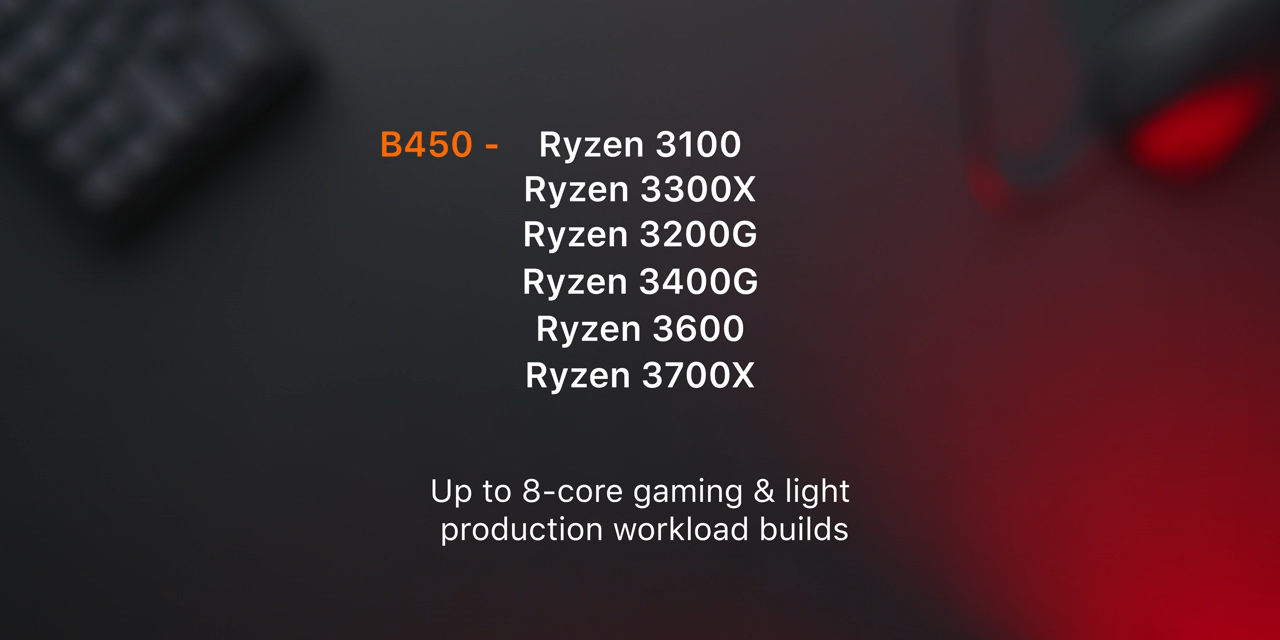 B450 - Ryzen 3100
Ryzen 3300X
Ryzen 3200G
Ryzen 3400G
Ryzen 3600
Ryzen 3700X
Up to 8-core gaming & light
production workload builds